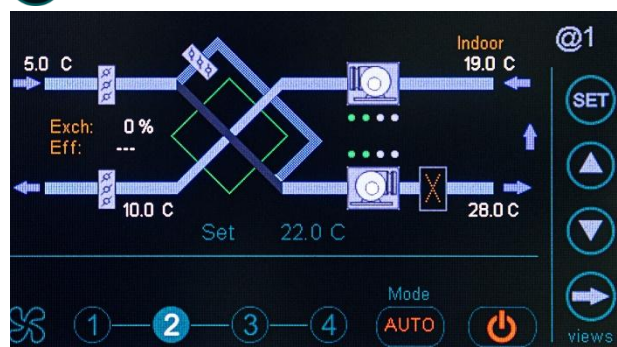 @1
Indoor
5.0 C
19.0 C
SET
Exch: 0 %
Eff: ---
10.0 C
28.0 C
Set 22.0 C
Mode
1 2 3 4
AUTO
views